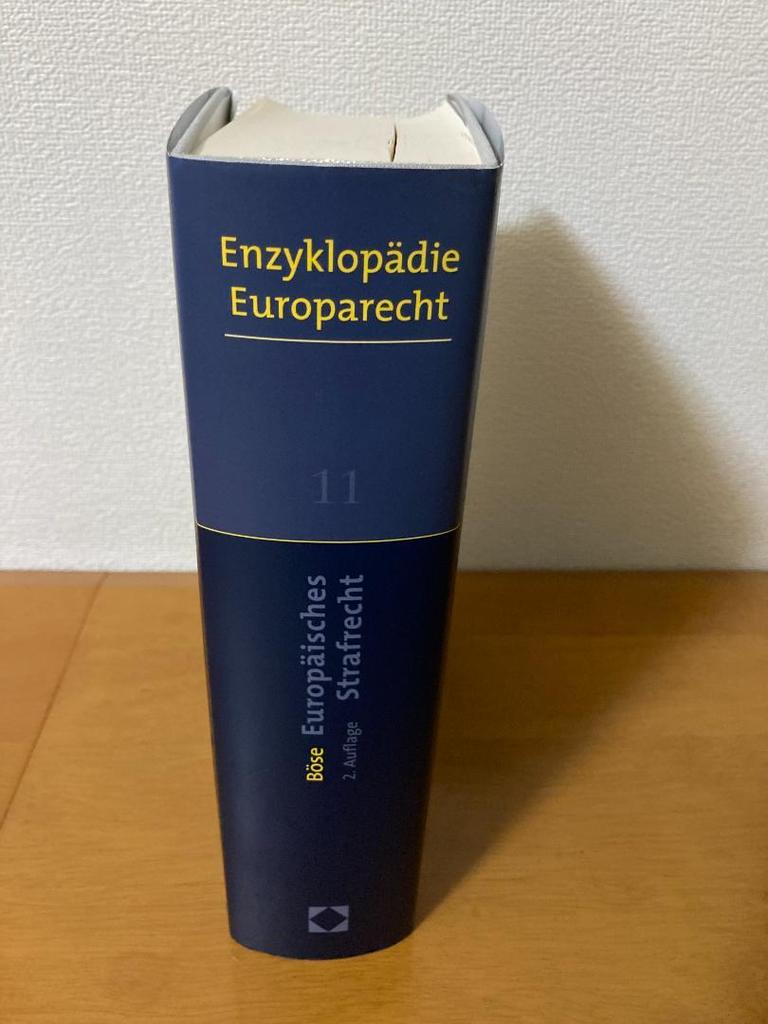 Enzyklopädie
Europarecht
11
Böse Europäisches
2. Auflage Strafrecht